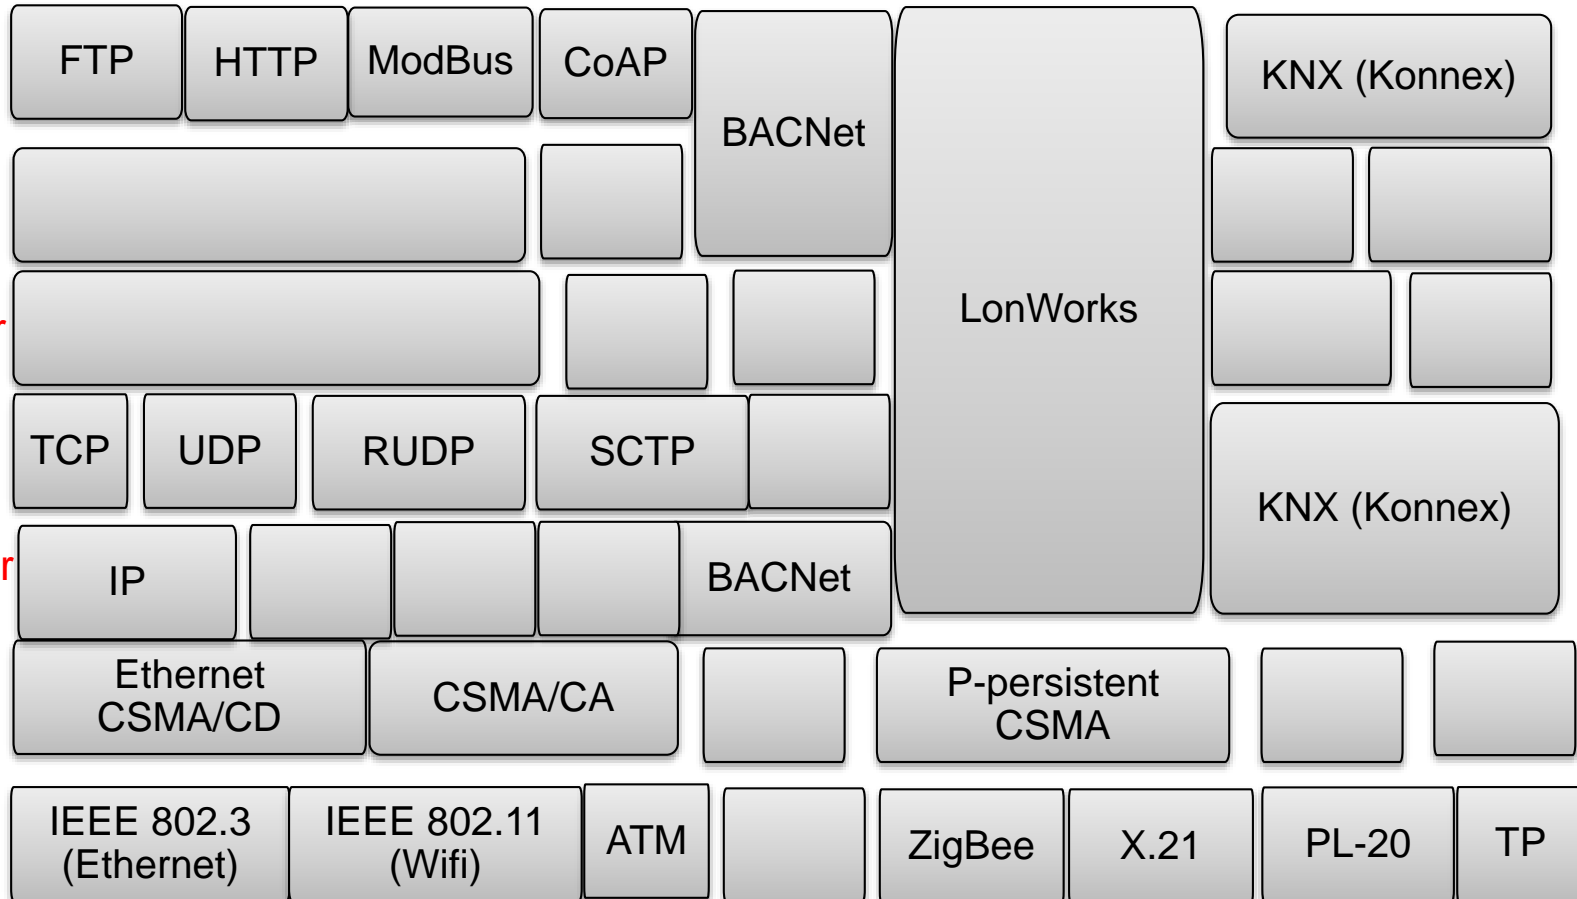 FTP
HTTP
ModBus
CoAP
BACNet
LonWorks
KNX (Konnex)
r
TCP
UDP
RUDP
SCTP
KNX (Konnex)
r
IP
BACNet
Ethernet
CSMA/CD
CSMA/CA
P-persistent
CSMA
IEEE 802.3
(Ethernet)
IEEE 802.11
(Wifi)
ATM
ZigBee
X.21
PL-20
TP